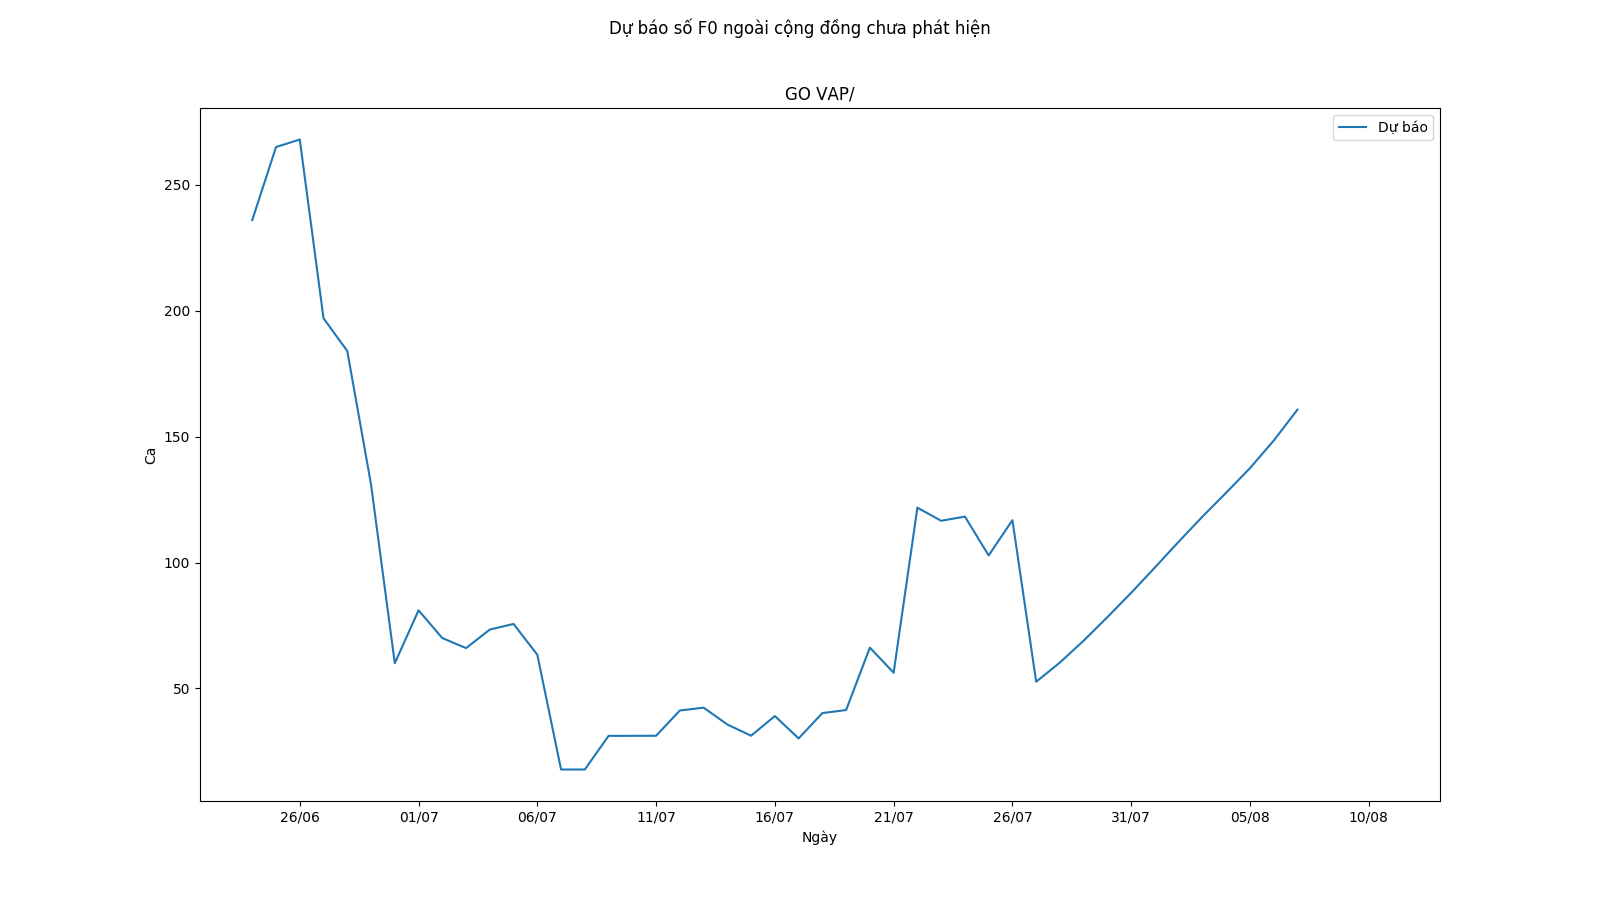 Dự báo số F0 ngoài cộng đồng chưa phát hiện
GO VAP/
Dự báo
250
200
150
100
50
Ca
26/06 01/07 06/07 11/07 16/07 21/07 26/07 31/07 05/08 10/08
Ngày